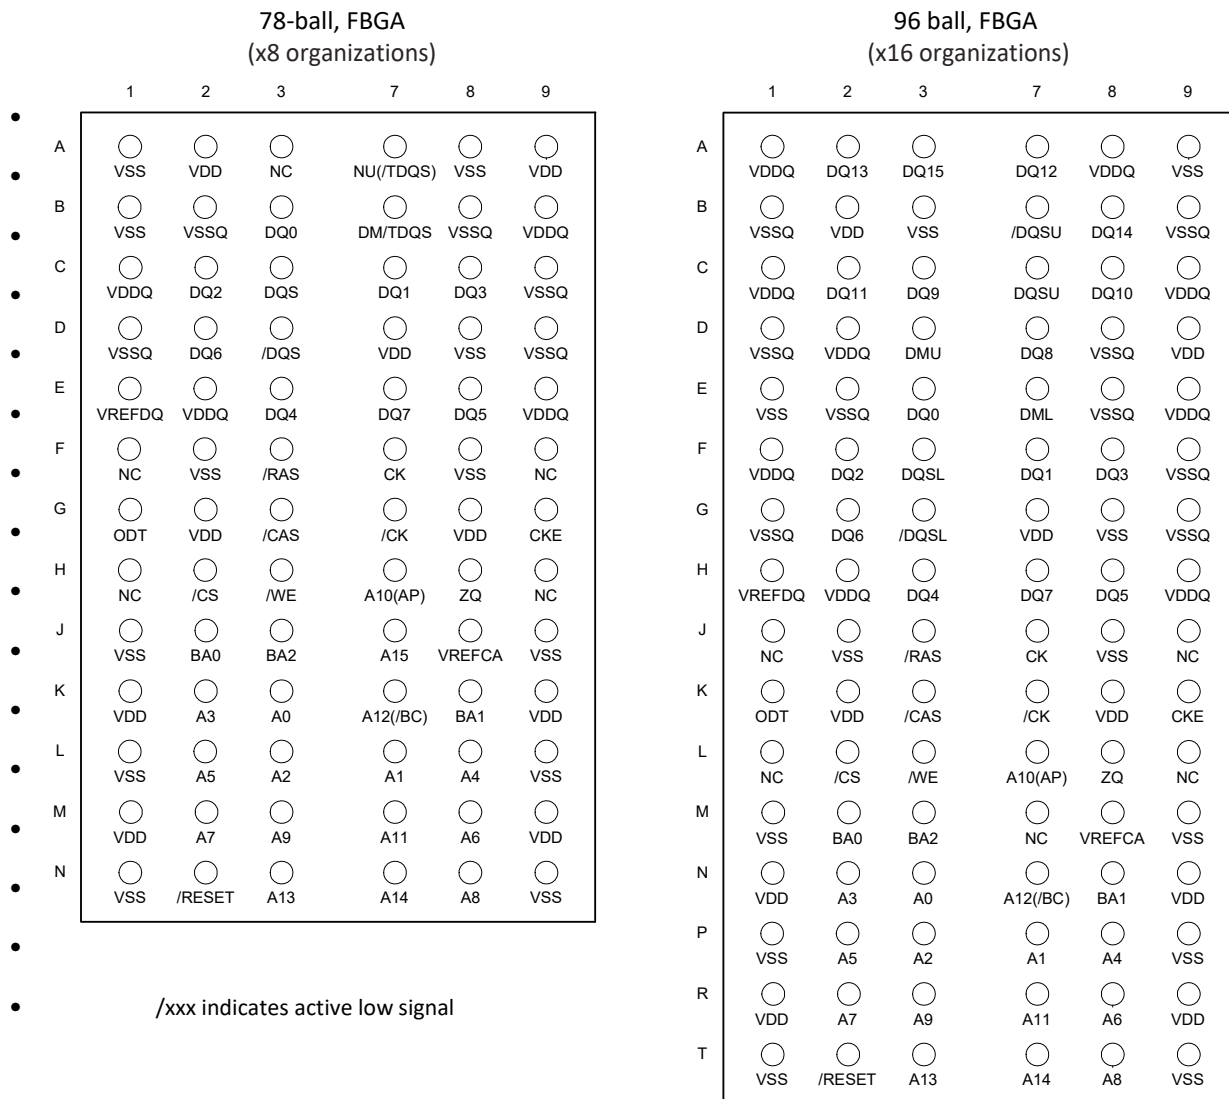 78-ball, FBGA
(x8 organizations)
1 2 3 7 8 9
A
VSS VDD NC NU(/TDQS) VSS VDD
B
VSS VSSQ DQ0 DM/TDQS VSSQ VDDQ
C
VDDQ DQ2 DQS DQ1 DQ3 VSSQ
D
VSSQ DQ6 /DQS VDD VSS VSSQ
E
VREFDQ VDDQ DQ4 DQ7 DQ5 VDDQ
F
NC VSS /RAS CK VSS NC
G
ODT VDD /CAS /CK VDD CKE
H
NC /CS /WE A10(AP) ZQ NC
J
VSS BA0 BA2 A15 VREFCA VSS
K
VDD A3 A0 A12(/BC) BA1 VDD
L
VSS A5 A2 A1 A4 VSS
M
VDD A7 A9 A11 A6 VDD
N
VSS /RESET A13 A14 A8 VSS
/xxx indicates active low signal
96 ball, FBGA
(x16 organizations)
1 2 3 7 8 9
A
VDDQ DQ13 DQ15 DQ12 VDDQ VSS
B
VSSQ VDD VSS /DQSU DQ14 VSSQ
C
VDDQ DQ11 DQ9 DQSU DQ10 VDDQ
D
VSSQ VDDQ DMU DQ8 VSSQ VDD
E
VSS VSSQ DQ0 DML VSSQ VDDQ
F
VDDQ DQ2 DQSL DQ1 DQ3 VSSQ
G
VSSQ DQ6 /DQSL VDD VSS VSSQ
H
VREFDQ VDDQ DQ4 DQ7 DQ5 VDDQ
J
NC VSS /RAS CK VSS NC
K
ODT VDD /CAS /CK VDD CKE
L
NC /CS /WE A10(AP) ZQ NC
M
VSS BA0 BA2 NC VREFCA VSS
N
VDD A3 A0 A12(/BC) BA1 VDD
P
VSS A5 A2 A1 A4 VSS
R
VDD A7 A9 A11 A6 VDD
T
VSS /RESET A13 A14 A8 VSS